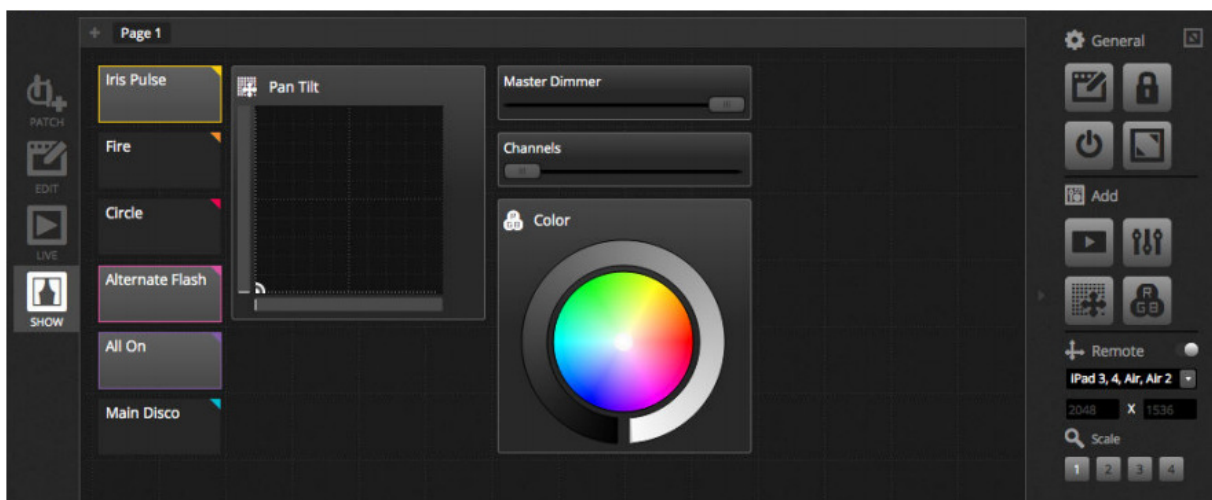 Page 1
PATCH
EDIT
LIVE
SHOW
Iris Pulse
Fire
Circle
Alternate Flash
All On
Main Disco
Pan Tilt
Master Dimmer
Channels
R
G B
Color
General
Add
R
G B
Remote
iPad 3, 4, Air, Air 2
2048 X 1536
Scale
1 2 3 4